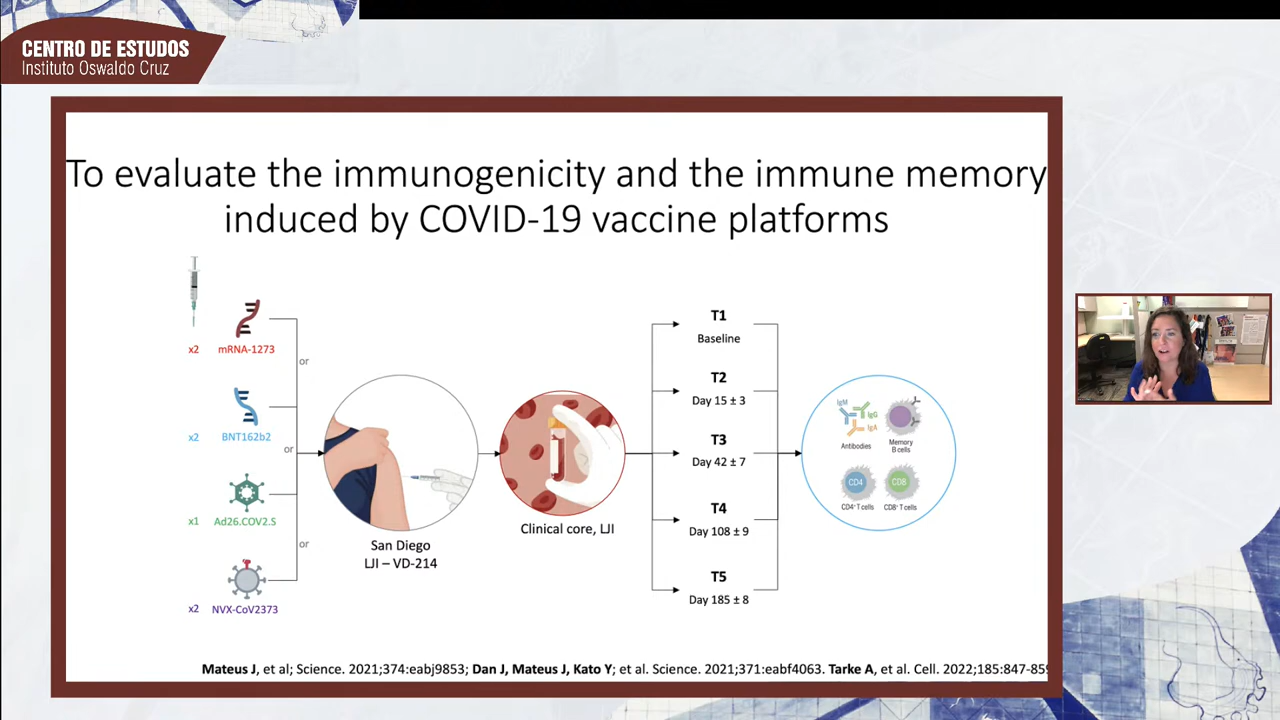 CENTRO DE ESTUDOS
Instituto Oswaldo Cruz
To evaluate the immunogenicity and the immune memory
induced by COVID-19 vaccine platforms
x2 mRNA-1273
or
x2 BNT162b2
or
x1 Ad26.COV2.S
or
x2 NVX-CoV2373
San Diego
LJI – VD-214
Clinical core, LJI
T1
Baseline
T2
Day 15 ± 3
T3
Day 42 ± 7
T4
Day 108 ± 9
T5
Day 185 ± 8
IgM
IgG
IgA
Antibodies
Memory
B cells
CD4
CD8
CD4⁺ T cells
CD8⁺ T cells
Mateus J, et al; Science. 2021;374:eabj9853; Dan J, Mateus J, Kato Y; et al. Science. 2021;371:eabf4063. Tarke A, et al. Cell. 2022;185:847-859